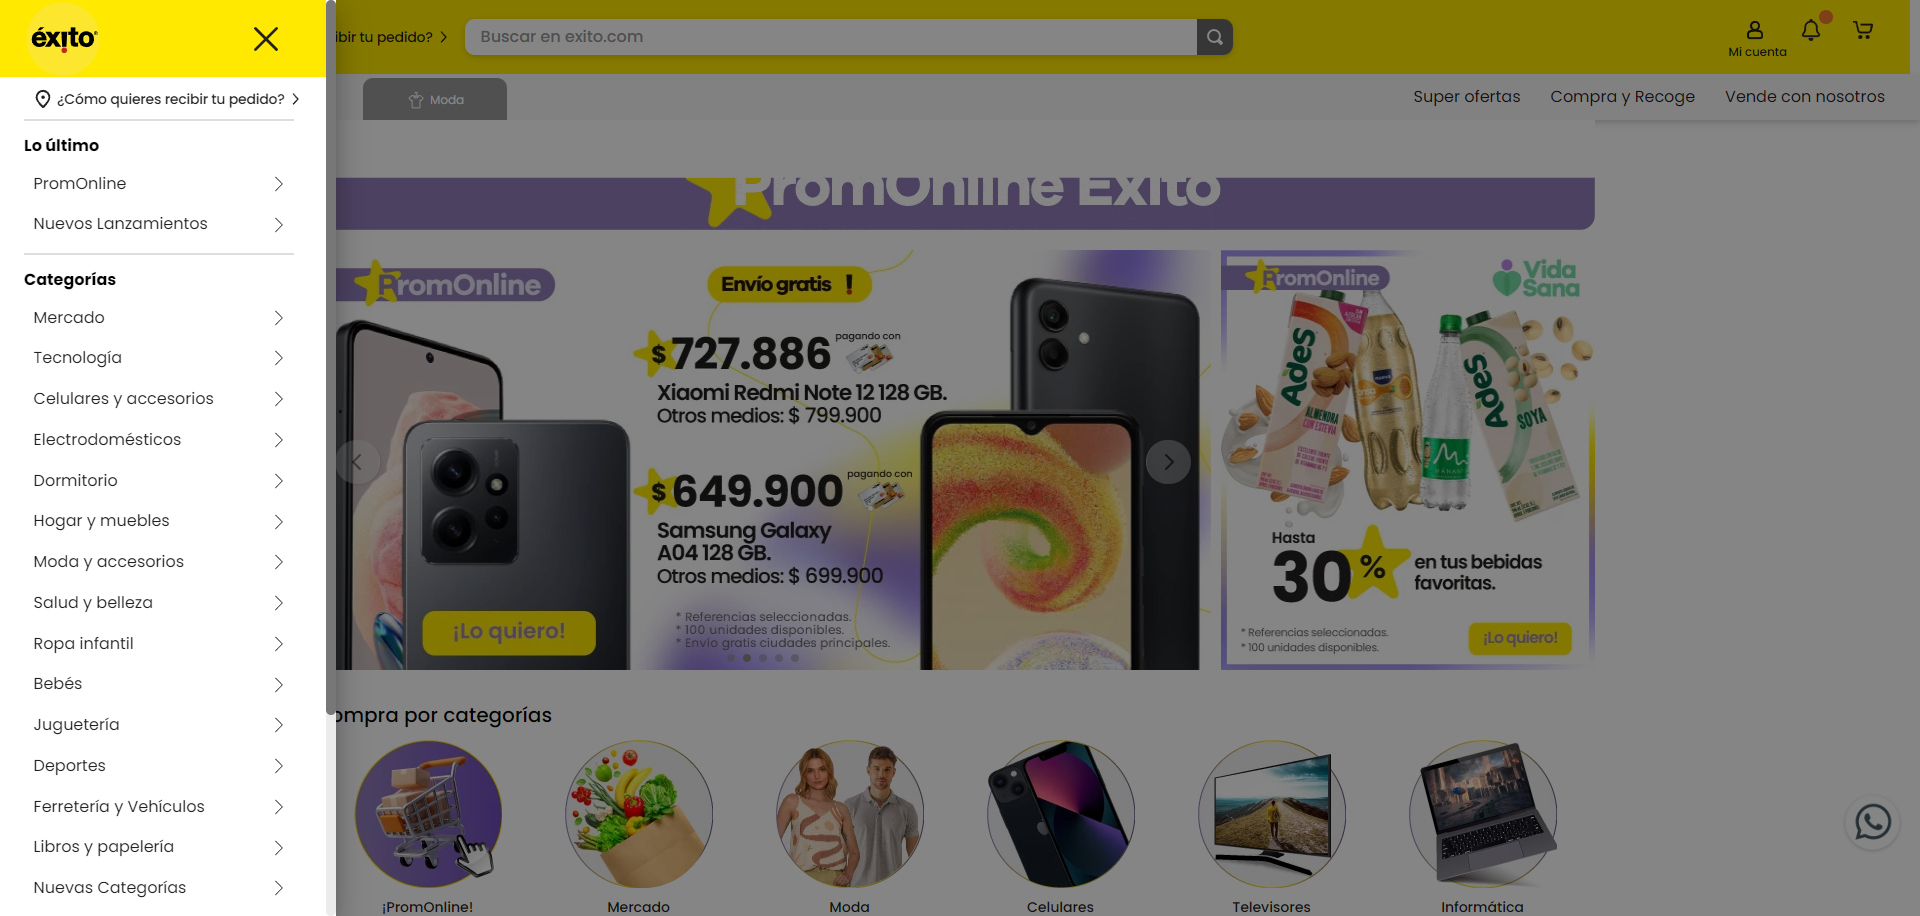 éxito
¿Cómo quieres recibir tu pedido?
Lo último
PromOnline
Nuevos Lanzamientos
Categorías
Mercado
Tecnología
Celulares y accesorios
Electrodomésticos
Dormitorio
Hogar y muebles
Moda y accesorios
Salud y belleza
Ropa infantil
Bebés
Juguetería
Deportes
Ferretería y Vehículos
Libros y papelería
Nuevas Categorías
ibir tu pedido?
Buscar en exito.com
Mi cuenta
Moda
Super ofertas
Compra y Recoge
Vende con nosotros
PromOnline Éxito
PromOnline
Envío gratis !
$727.886
pagando con
Xiaomi Redmi Note 12 128 GB.
Otros medios: $ 799.900
$649.900
pagando con
Samsung Galaxy
A04 128 GB.
Otros medios: $ 699.900
* Referencias seleccionadas.
* 100 unidades disponibles.
* Envío gratis ciudades principales.
¡Lo quiero!
PromOnline
Vida
Sana
Ades
ALMENDRA
CON ESTEVIA
Ades
SOYA
Hasta
30%
en tus bebidas
favoritas.
* Referencias seleccionadas.
* 100 unidades disponibles.
¡Lo quiero!
ompra por categorías
¡PromOnline!
Mercado
Moda
Celulares
Televisores
Informática